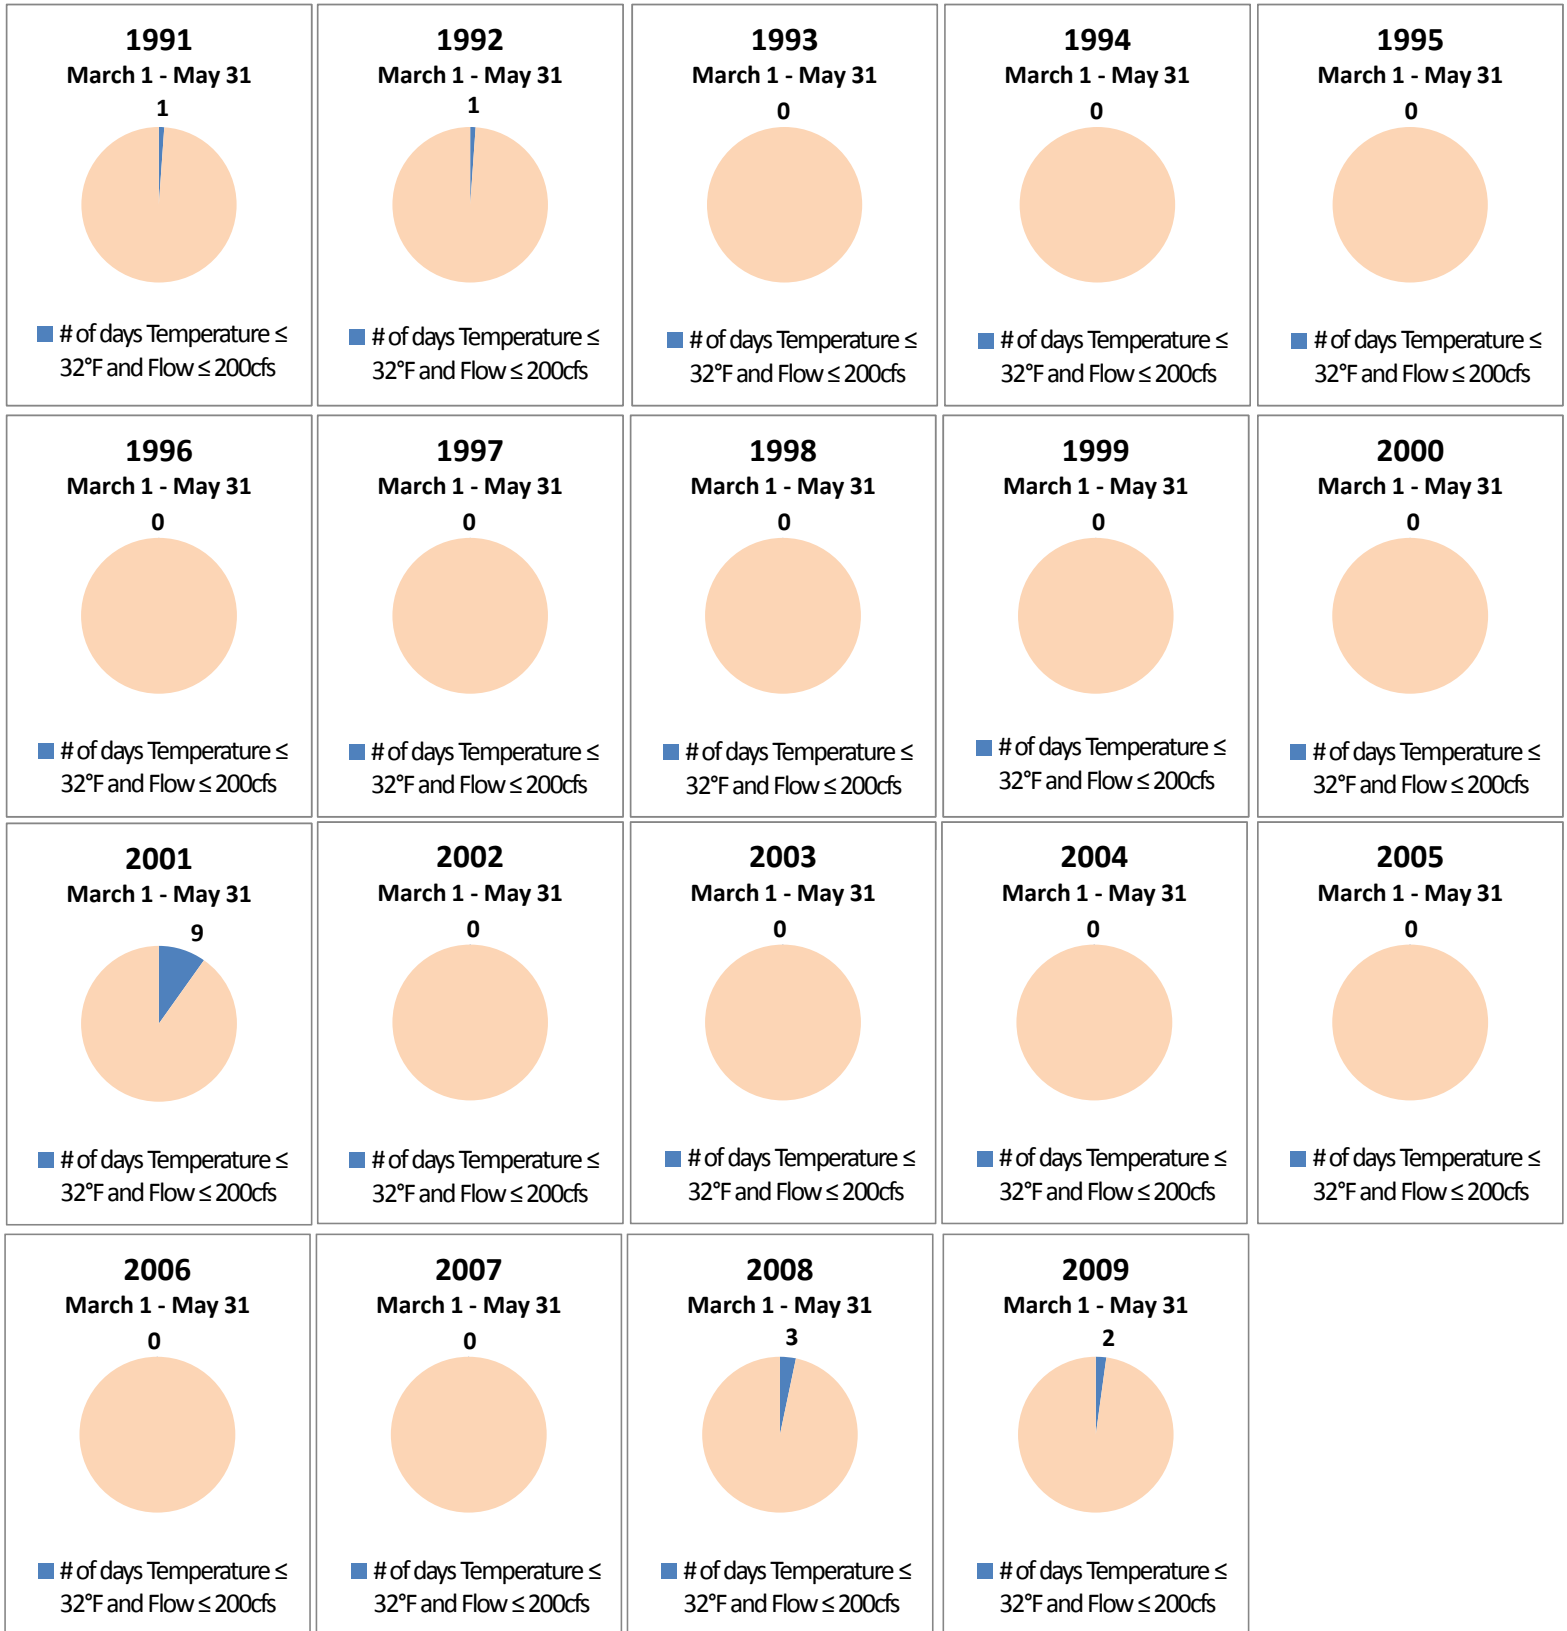 1991
March 1 - May 31
1
# of days Temperature ≤
32°F and Flow ≤ 200cfs
1992
March 1 - May 31
1
# of days Temperature ≤
32°F and Flow ≤ 200cfs
1993
March 1 - May 31
0
# of days Temperature ≤
32°F and Flow ≤ 200cfs
1994
March 1 - May 31
0
# of days Temperature ≤
32°F and Flow ≤ 200cfs
1995
March 1 - May 31
0
# of days Temperature ≤
32°F and Flow ≤ 200cfs
1996
March 1 - May 31
0
# of days Temperature ≤
32°F and Flow ≤ 200cfs
1997
March 1 - May 31
0
# of days Temperature ≤
32°F and Flow ≤ 200cfs
1998
March 1 - May 31
0
# of days Temperature ≤
32°F and Flow ≤ 200cfs
1999
March 1 - May 31
0
# of days Temperature ≤
32°F and Flow ≤ 200cfs
2000
March 1 - May 31
0
# of days Temperature ≤
32°F and Flow ≤ 200cfs
2001
March 1 - May 31
9
# of days Temperature ≤
32°F and Flow ≤ 200cfs
2002
March 1 - May 31
0
# of days Temperature ≤
32°F and Flow ≤ 200cfs
2003
March 1 - May 31
0
# of days Temperature ≤
32°F and Flow ≤ 200cfs
2004
March 1 - May 31
0
# of days Temperature ≤
32°F and Flow ≤ 200cfs
2005
March 1 - May 31
0
# of days Temperature ≤
32°F and Flow ≤ 200cfs
2006
March 1 - May 31
0
# of days Temperature ≤
32°F and Flow ≤ 200cfs
2007
March 1 - May 31
0
# of days Temperature ≤
32°F and Flow ≤ 200cfs
2008
March 1 - May 31
3
# of days Temperature ≤
32°F and Flow ≤ 200cfs
2009
March 1 - May 31
2
# of days Temperature ≤
32°F and Flow ≤ 200cfs